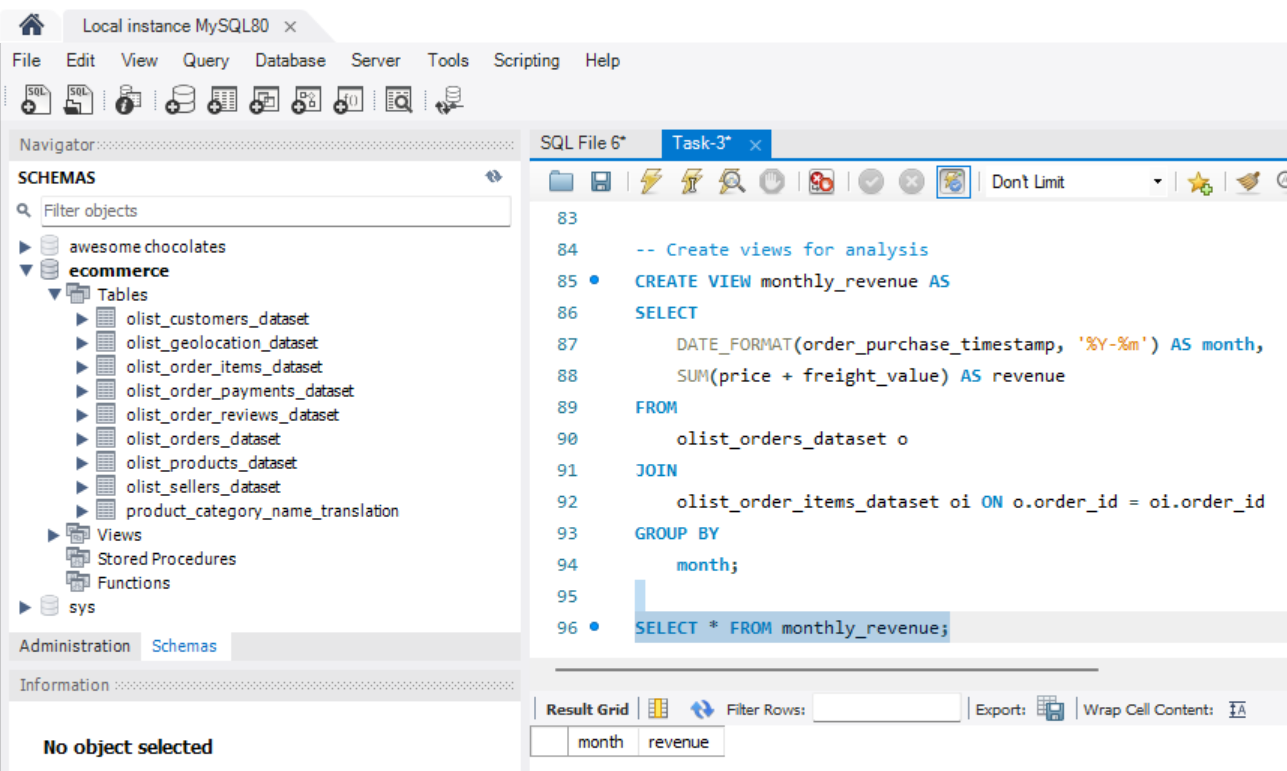 Local instance MySQL80 ×
File Edit View Query Database Server Tools Scripting Help
Navigator
SCHEMAS
Filter objects
awesome chocolates
ecommerce
Tables
olist_customers_dataset
olist_geolocation_dataset
olist_order_items_dataset
olist_order_payments_dataset
olist_order_reviews_dataset
olist_orders_dataset
olist_products_dataset
olist_sellers_dataset
product_category_name_translation
Views
Stored Procedures
Functions
sys
Administration Schemas
Information
No object selected
SQL File 6* Task-3* ×
Don't Limit
83
84 -- Create views for analysis
85 CREATE VIEW monthly_revenue AS
86 SELECT
87 DATE_FORMAT(order_purchase_timestamp, '%Y-%m') AS month,
88 SUM(price + freight_value) AS revenue
89 FROM
90 olist_orders_dataset o
91 JOIN
92 olist_order_items_dataset oi ON o.order_id = oi.order_id
93 GROUP BY
94 month;
95
96 SELECT * FROM monthly_revenue;
Result Grid Filter Rows: Export: Wrap Cell Content: IA
month revenue